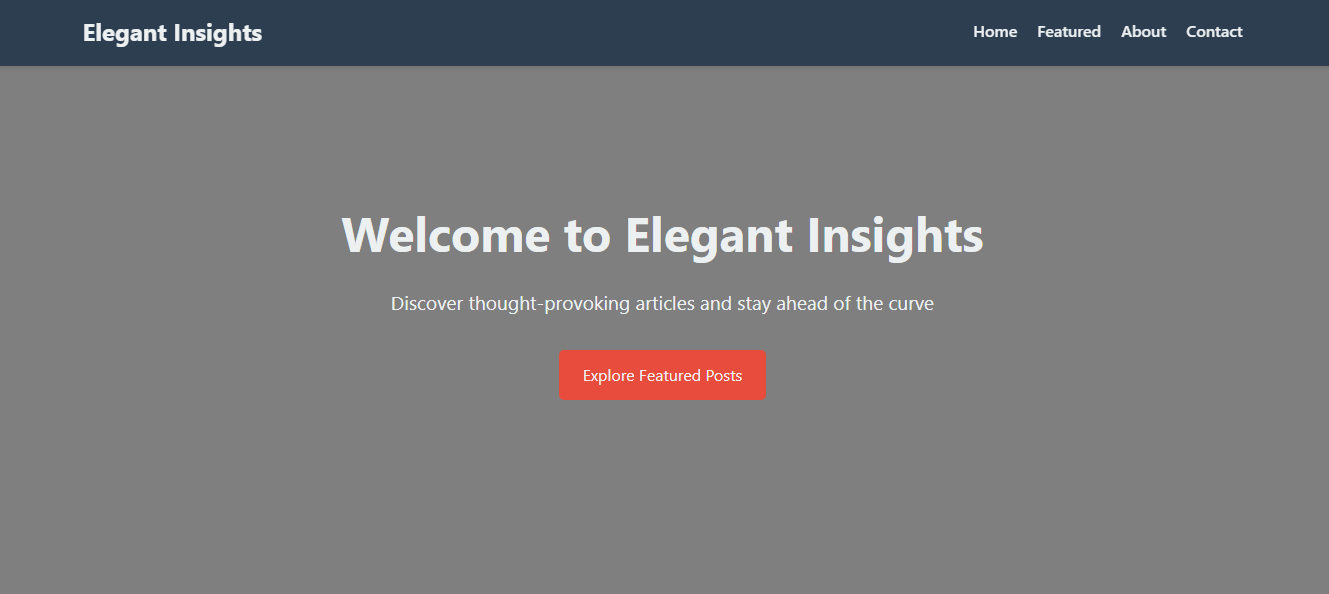 Elegant Insights
Home Featured About Contact
Welcome to Elegant Insights
Discover thought-provoking articles and stay ahead of the curve
Explore Featured Posts